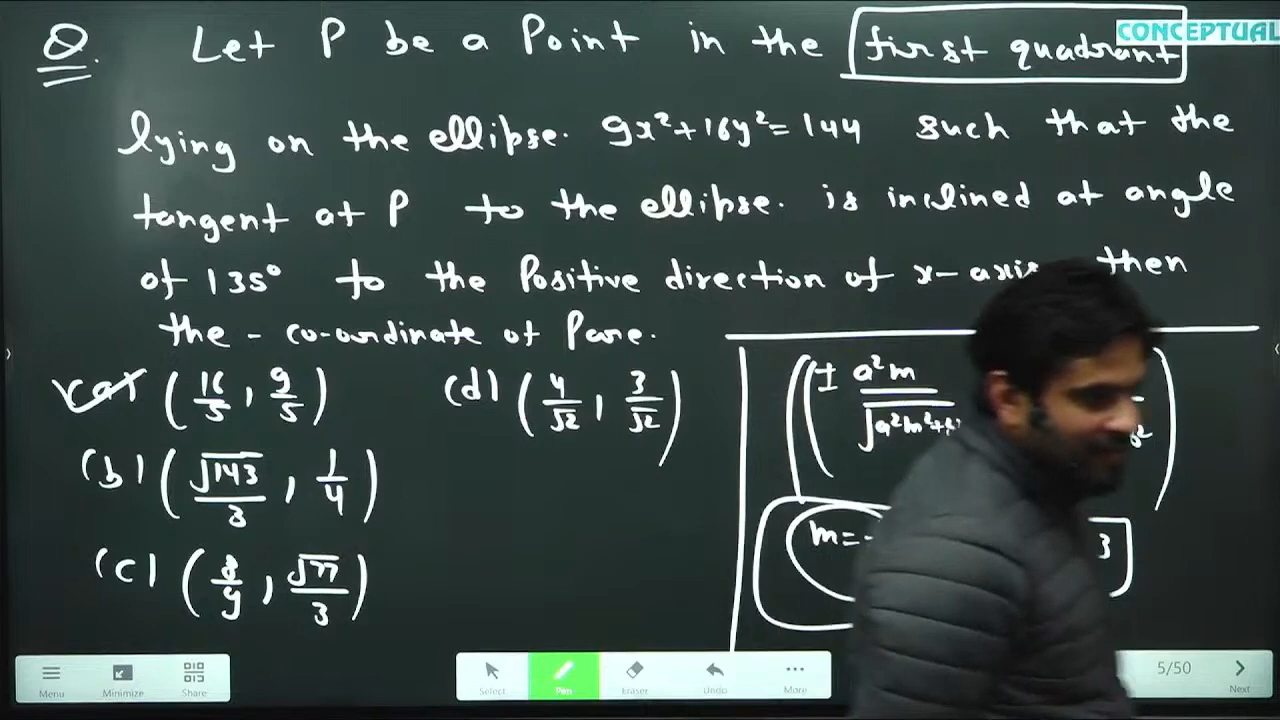 CONCEPTUAL
Q. Let P be a Point in the first quadrant
lying on the ellipse. 9x²+16y²=144 such that the
tangent at P to the ellipse. is inclined at angle
of 135° to the Positive direction of x-axis then
the - co-ordinate of P are.
(a) (16/5, 9/5) (d) (4/√2, 3/√2)
(b) (√143/3, 1/4)
(c) (8/9, √77/3)
± a²m
√a²m²+
m=- 3
Menu Minimize Share Select Pen Eraser Undo More 5/50 Next